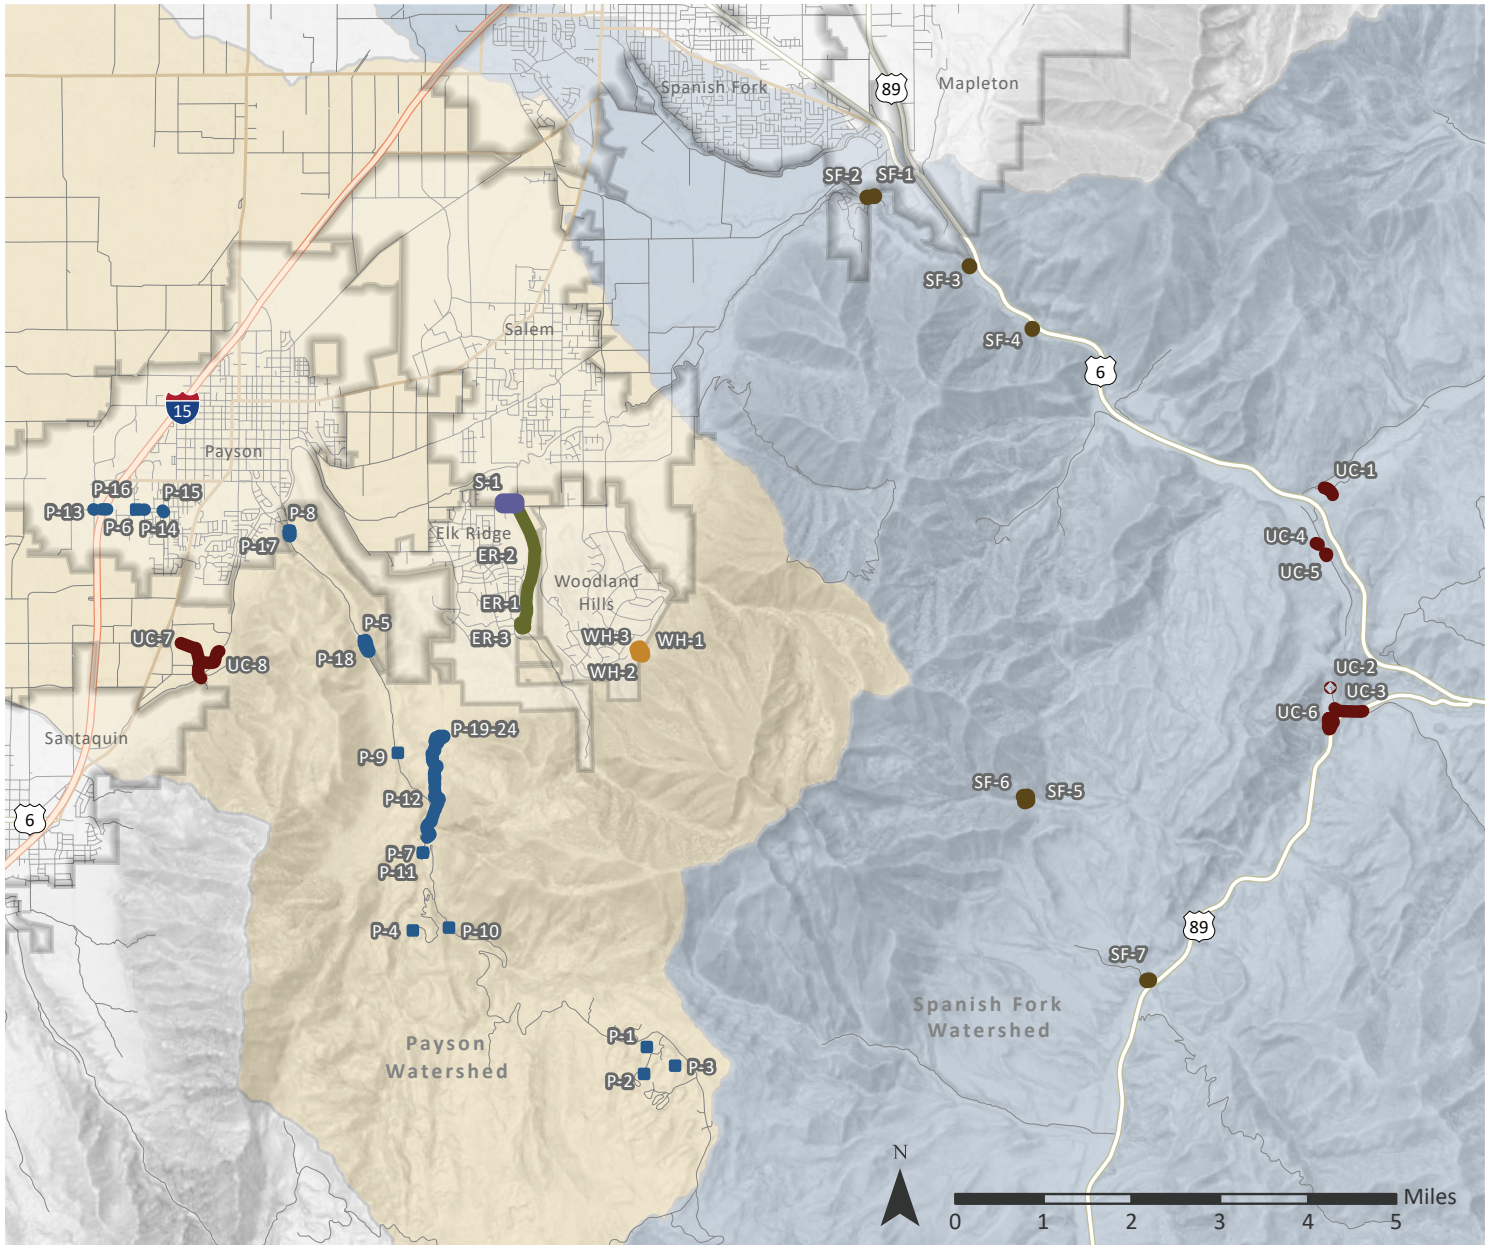 89
Mapleton
Spanish Fork
SF-2
SF-1
SF-3
SF-4
Salem
6
15
Payson
P-16
P-15
P-13
P-6
P-14
P-8
P-17
S-1
Elk Ridge
ER-2
Woodland
Hills
ER-1
ER-3
WH-3
WH-1
WH-2
UC-1
UC-4
UC-5
UC-7
UC-8
P-5
P-18
UC-2
UC-3
UC-6
Santaquin
P-19-24
P-9
P-12
6
SF-6
SF-5
P-7
P-11
P-4
P-10
89
SF-7
Spanish Fork
Watershed
Payson
Watershed
P-1
P-3
P-2
N
Miles
0 1 2 3 4 5